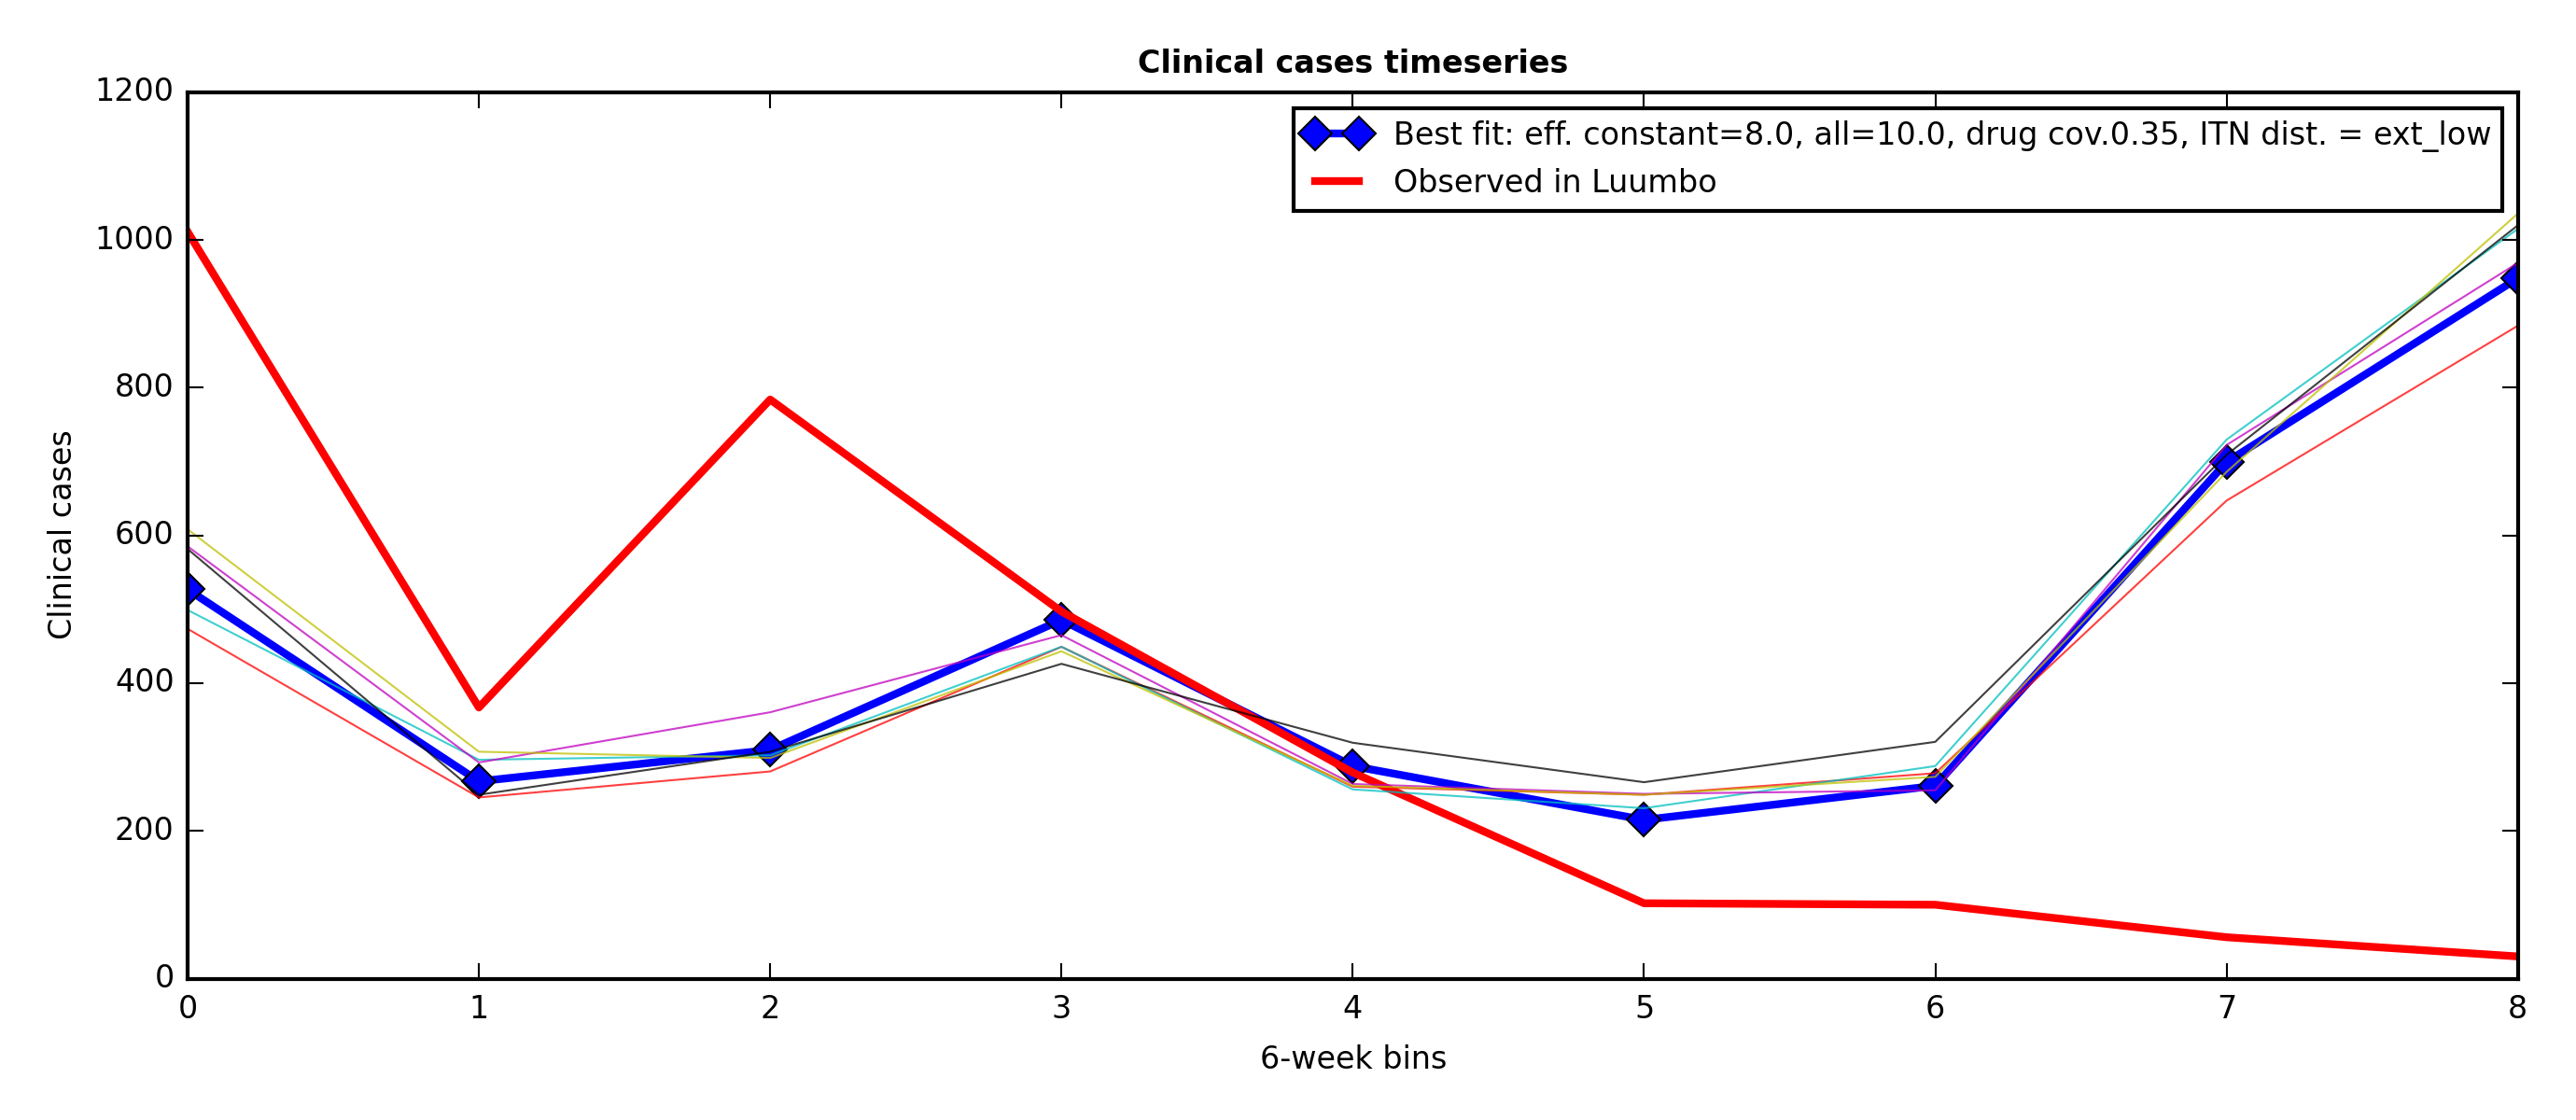 Clinical cases timeseries
1200
1000
800
600
400
200
0
Clinical cases
Best fit: eff. constant=8.0, all=10.0, drug cov.0.35, ITN dist. = ext_low
Observed in Luumbo
0 1 2 3 4 5 6 7 8
6-week bins